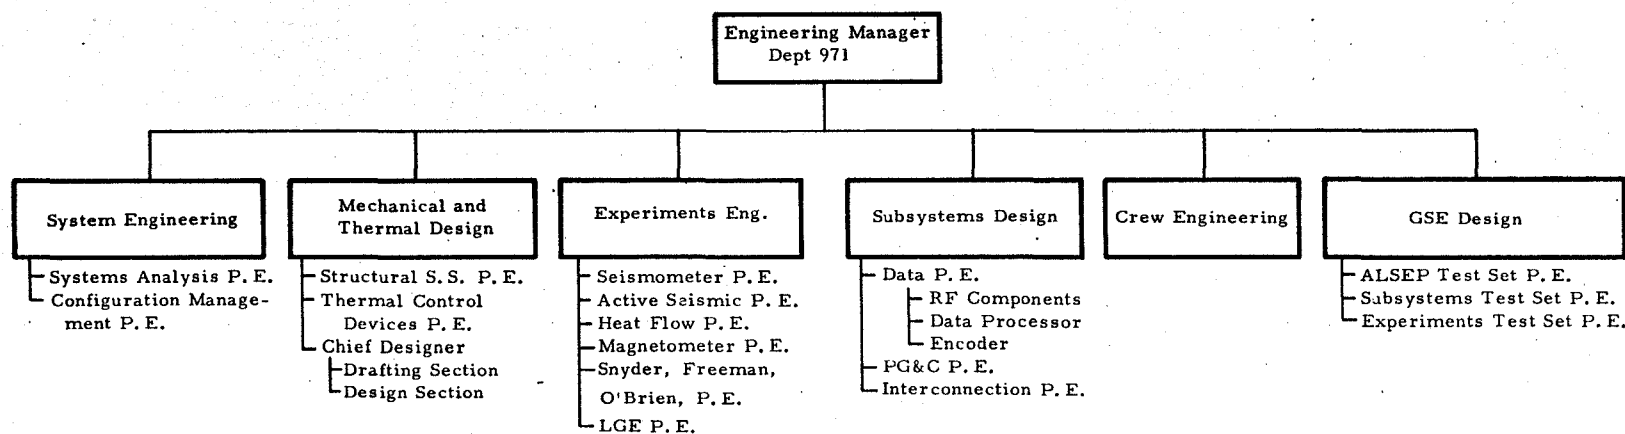 Engineering Manager
Dept 971
System Engineering
Systems Analysis P. E.
Configuration Manage-
ment P. E.
Mechanical and
Thermal Design
Structural S. S. P. E.
Thermal Control
Devices P. E.
Chief Designer
Drafting Section
Design Section
Experiments Eng.
Seismometer P. E.
Active Seismic P. E.
Heat Flow P. E.
Magnetometer P. E.
Snyder, Freeman,
O'Brien, P. E.
LGE P. E.
Subsystems Design
Data P. E.
RF Components
Data Processor
Encoder
PG&C P. E.
Interconnection P. E.
Crew Engineering
GSE Design
ALSEP Test Set P. E.
Subsystems Test Set P. E.
Experiments Test Set P. E.